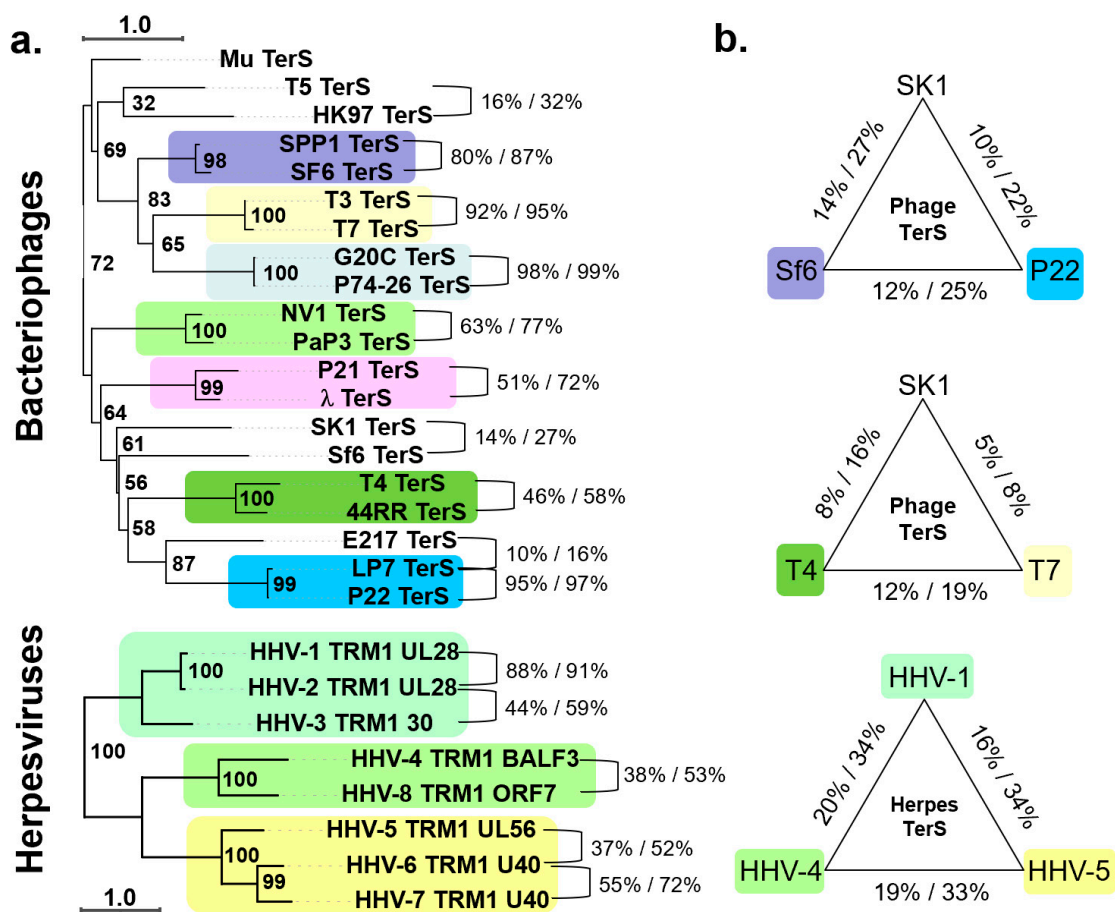 a.
1.0
Bacteriophages
Mu TerS
T5 TerS
32
HK97 TerS
16% / 32%
69
SPP1 TerS
98
SF6 TerS
80% / 87%
83
T3 TerS
100
T7 TerS
92% / 95%
65
G20C TerS
100
P74-26 TerS
98% / 99%
72
NV1 TerS
100
PaP3 TerS
63% / 77%
P21 TerS
99
λ TerS
51% / 72%
64
SK1 TerS
61
Sf6 TerS
14% / 27%
56
T4 TerS
100
44RR TerS
46% / 58%
58
E217 TerS
10% / 16%
87
LP7 TerS
99
P22 TerS
95% / 97%
Herpesviruses
HHV-1 TRM1 UL28
100
88% / 91%
HHV-2 TRM1 UL28
44% / 59%
HHV-3 TRM1 30
100
HHV-4 TRM1 BALF3
100
38% / 53%
HHV-8 TRM1 ORF7
HHV-5 TRM1 UL56
100
37% / 52%
HHV-6 TRM1 U40
99
55% / 72%
HHV-7 TRM1 U40
1.0
b.
SK1
14% / 27%
10% / 22%
Phage
TerS
Sf6
P22
12% / 25%
SK1
8% / 16%
5% / 8%
Phage
TerS
T4
T7
12% / 19%
HHV-1
20% / 34%
16% / 34%
Herpes
TerS
HHV-4
HHV-5
19% / 33%